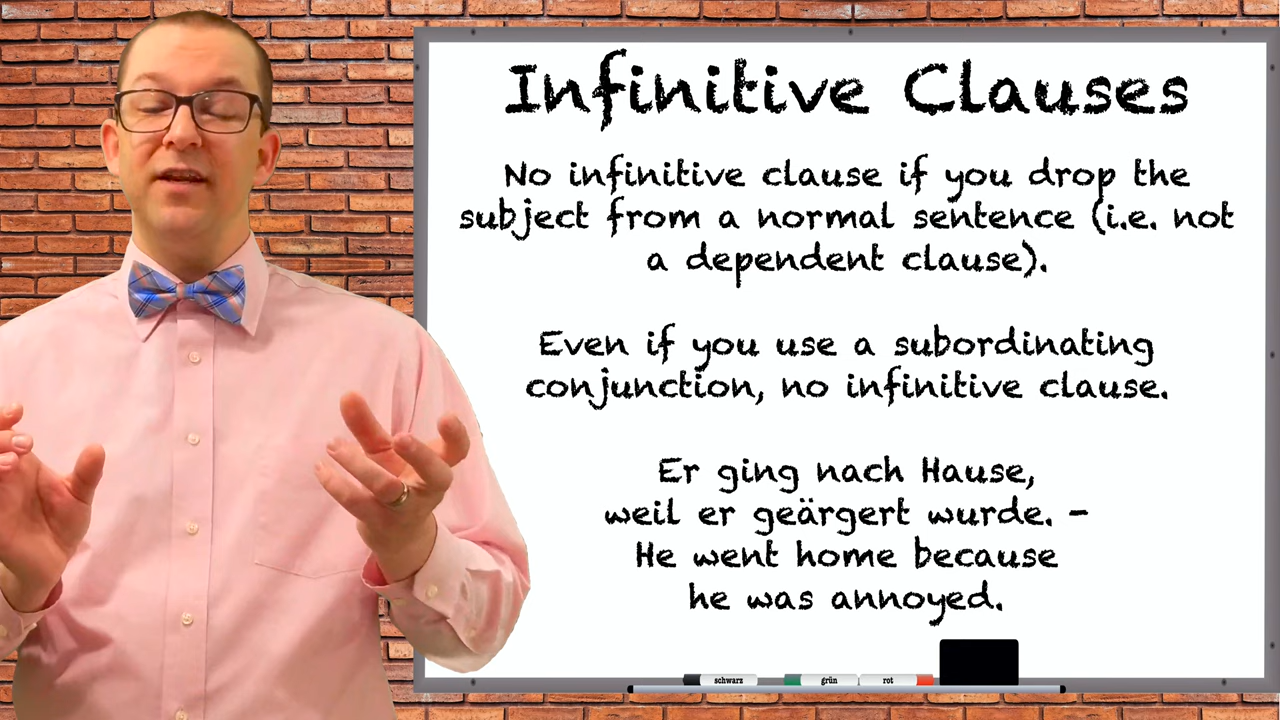 Infinitive Clauses
No infinitive clause if you drop the
subject from a normal sentence (i.e. not
a dependent clause).
Even if you use a subordinating
conjunction, no infinitive clause.
Er ging nach Hause,
weil er geärgert wurde. -
He went home because
he was annoyed.
schwarz
grün
rot